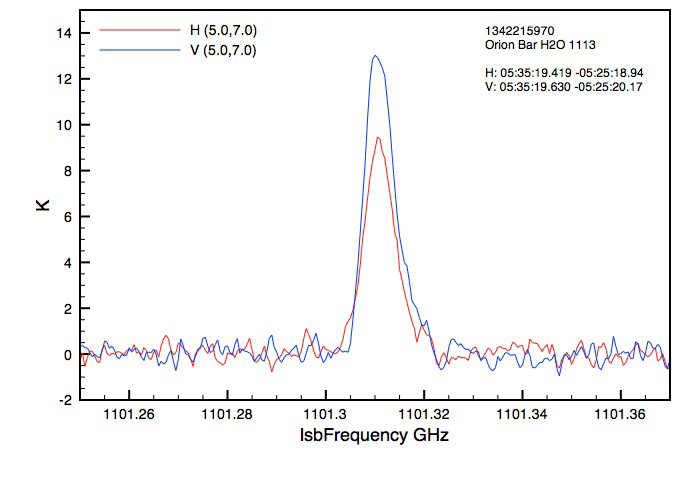 H (5.0,7.0)
V (5.0,7.0)
1342215970
Orion Bar H2O 1113
H: 05:35:19.419 -05:25:18.94
V: 05:35:19.630 -05:25:20.17
14
12
10
8
6
4
2
0
-2
K
1101.26
1101.28
1101.3
1101.32
1101.34
1101.36
lsbFrequency GHz